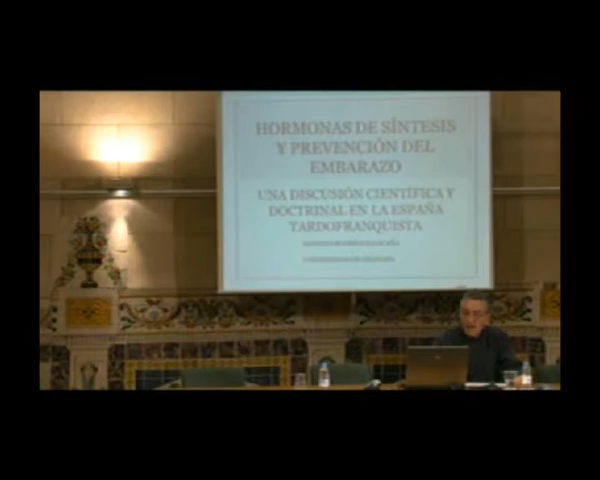 HORMONAS DE SÍNTESIS
Y PREVENCIÓN DEL
EMBARAZO
UNA DISCUSIÓN CIENTÍFICA Y
DOCTRINAL EN LA ESPAÑA
TARDOFRANQUISTA